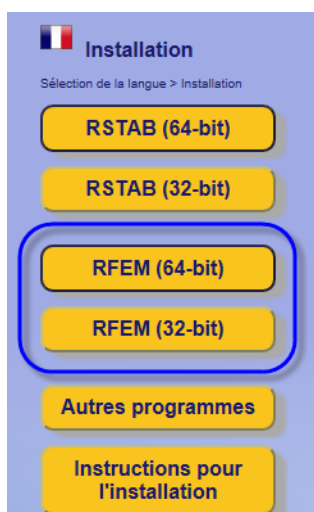 Installation
Sélection de la langue > Installation
RSTAB (64-bit)
RSTAB (32-bit)
RFEM (64-bit)
RFEM (32-bit)
Autres programmes
Instructions pour
l'installation